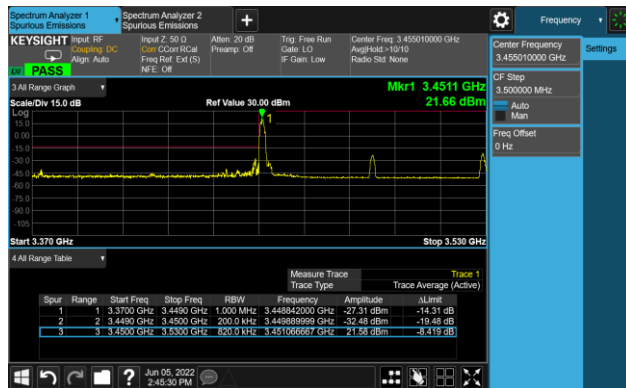 Spectrum Analyzer 1
Spurious Emissions
Spectrum Analyzer 2
Spurious Emissions
Frequency
KEYSIGHT
Input: RF
Coupling: DC
Align: Auto
Input Z: 50 Ω
Corr CCorr RCal
Freq Ref: Ext (S)
NFE: Off
Atten: 20 dB
Preamp: Off
Trig: Free Run
Gate: LO
IF Gain: Low
Center Freq: 3.455010000 GHz
Avg|Hold:>10/10
Radio Std: None
PASS
Center Frequency
3.455010000 GHz
Settings
CF Step
3.500000 MHz
Auto
Man
Freq Offset
0 Hz
3 All Range Graph
Mkr1 3.4511 GHz
21.66 dBm
Scale/Div 15.0 dB
Ref Value 30.00 dBm
Log
15.0
0.00
-15.0
-30.0
-45.0
-60.0
-75.0
-90.0
-105
1
Start 3.370 GHz
Stop 3.530 GHz
4 All Range Table
Measure Trace Trace 1
Trace Type Trace Average (Active)
Spur Range Start Freq Stop Freq RBW Frequency Amplitude ΔLimit
1 1 3.3700 GHz 3.4490 GHz 1.000 MHz 3.448842000 GHz -27.31 dBm -14.31 dB
2 2 3.4490 GHz 3.4500 GHz 200.0 kHz 3.449889999 GHz -32.48 dBm -19.48 dB
3 3 3.4500 GHz 3.5300 GHz 820.0 kHz 3.451066667 GHz 21.58 dBm -8.419 dB
?
Jun 05, 2022
2:45:30 PM